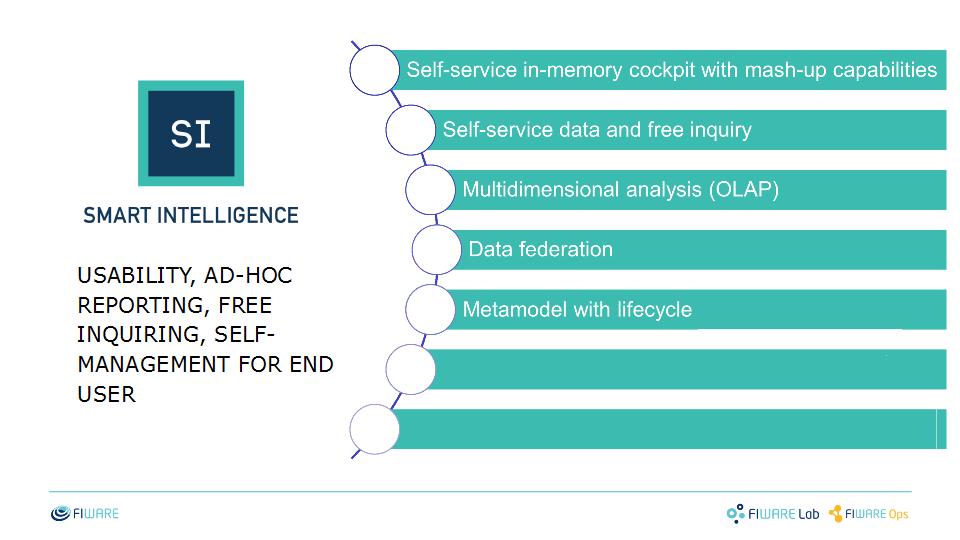 SI
SMART INTELLIGENCE
USABILITY, AD-HOC
REPORTING, FREE
INQUIRING, SELF-
MANAGEMENT FOR END
USER
Self-service in-memory cockpit with mash-up capabilities
Self-service data and free inquiry
Multidimensional analysis (OLAP)
Data federation
Metamodel with lifecycle
FIWARE
FIWARE Lab
FIWARE Ops